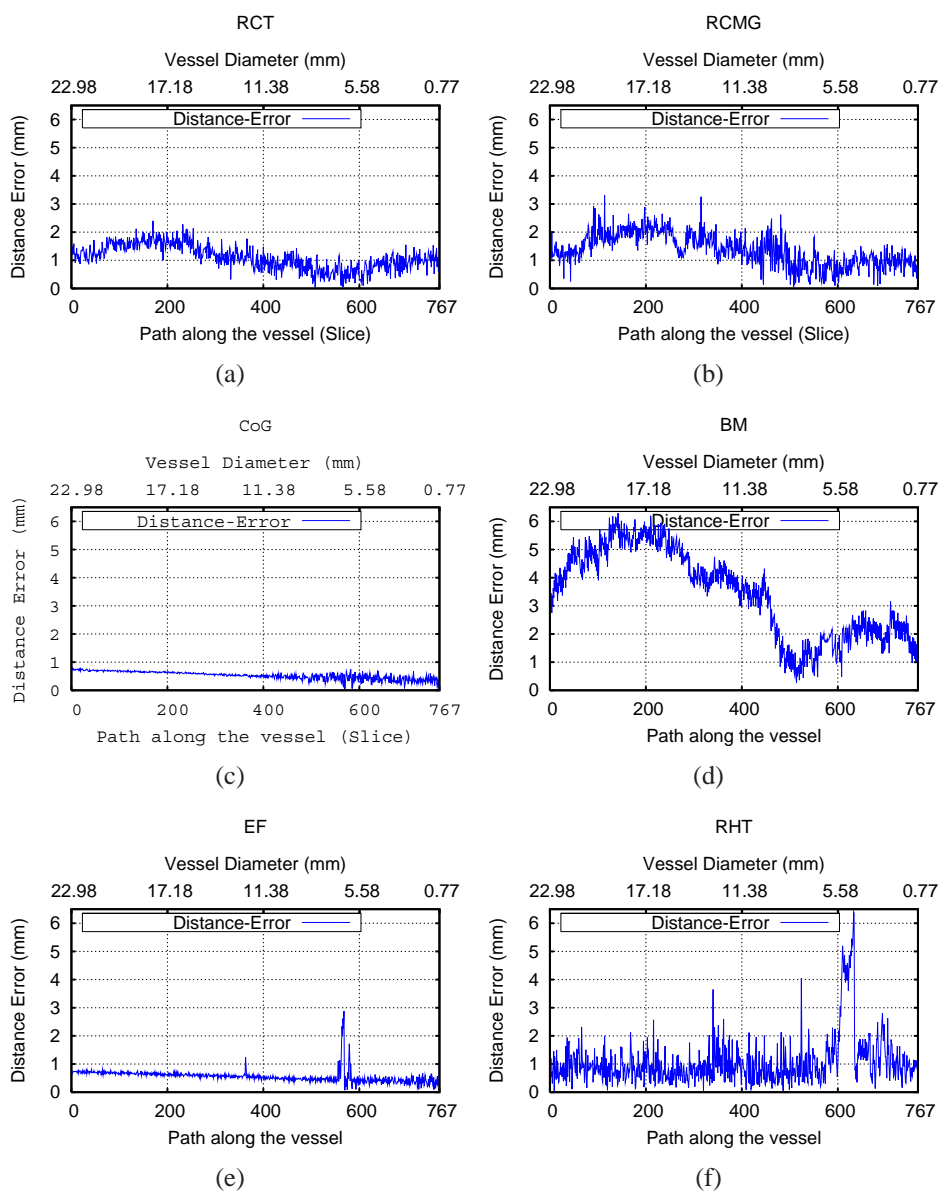 RCT
Vessel Diameter (mm)
22.98 17.18 11.38 5.58 0.77
Distance-Error
Distance Error (mm)
6
5
4
3
2
1
0
0 200 400 600 767
Path along the vessel (Slice)
(a)
RCMG
Vessel Diameter (mm)
22.98 17.18 11.38 5.58 0.77
Distance-Error
Distance Error (mm)
6
5
4
3
2
1
0
0 200 400 600 767
Path along the vessel (Slice)
(b)
CoG
Vessel Diameter (mm)
22.98 17.18 11.38 5.58 0.77
Distance-Error
Distance Error (mm)
6
5
4
3
2
1
0
0 200 400 600 767
Path along the vessel (Slice)
(c)
BM
Vessel Diameter (mm)
22.98 17.18 11.38 5.58 0.77
Distance-Error
Distance Error (mm)
6
5
4
3
2
1
0
0 200 400 600 767
Path along the vessel
(d)
EF
Vessel Diameter (mm)
22.98 17.18 11.38 5.58 0.77
Distance-Error
Distance Error (mm)
6
5
4
3
2
1
0
0 200 400 600 767
Path along the vessel
(e)
RHT
Vessel Diameter (mm)
22.98 17.18 11.38 5.58 0.77
Distance-Error
Distance Error (mm)
6
5
4
3
2
1
0
0 200 400 600 767
Path along the vessel
(f)